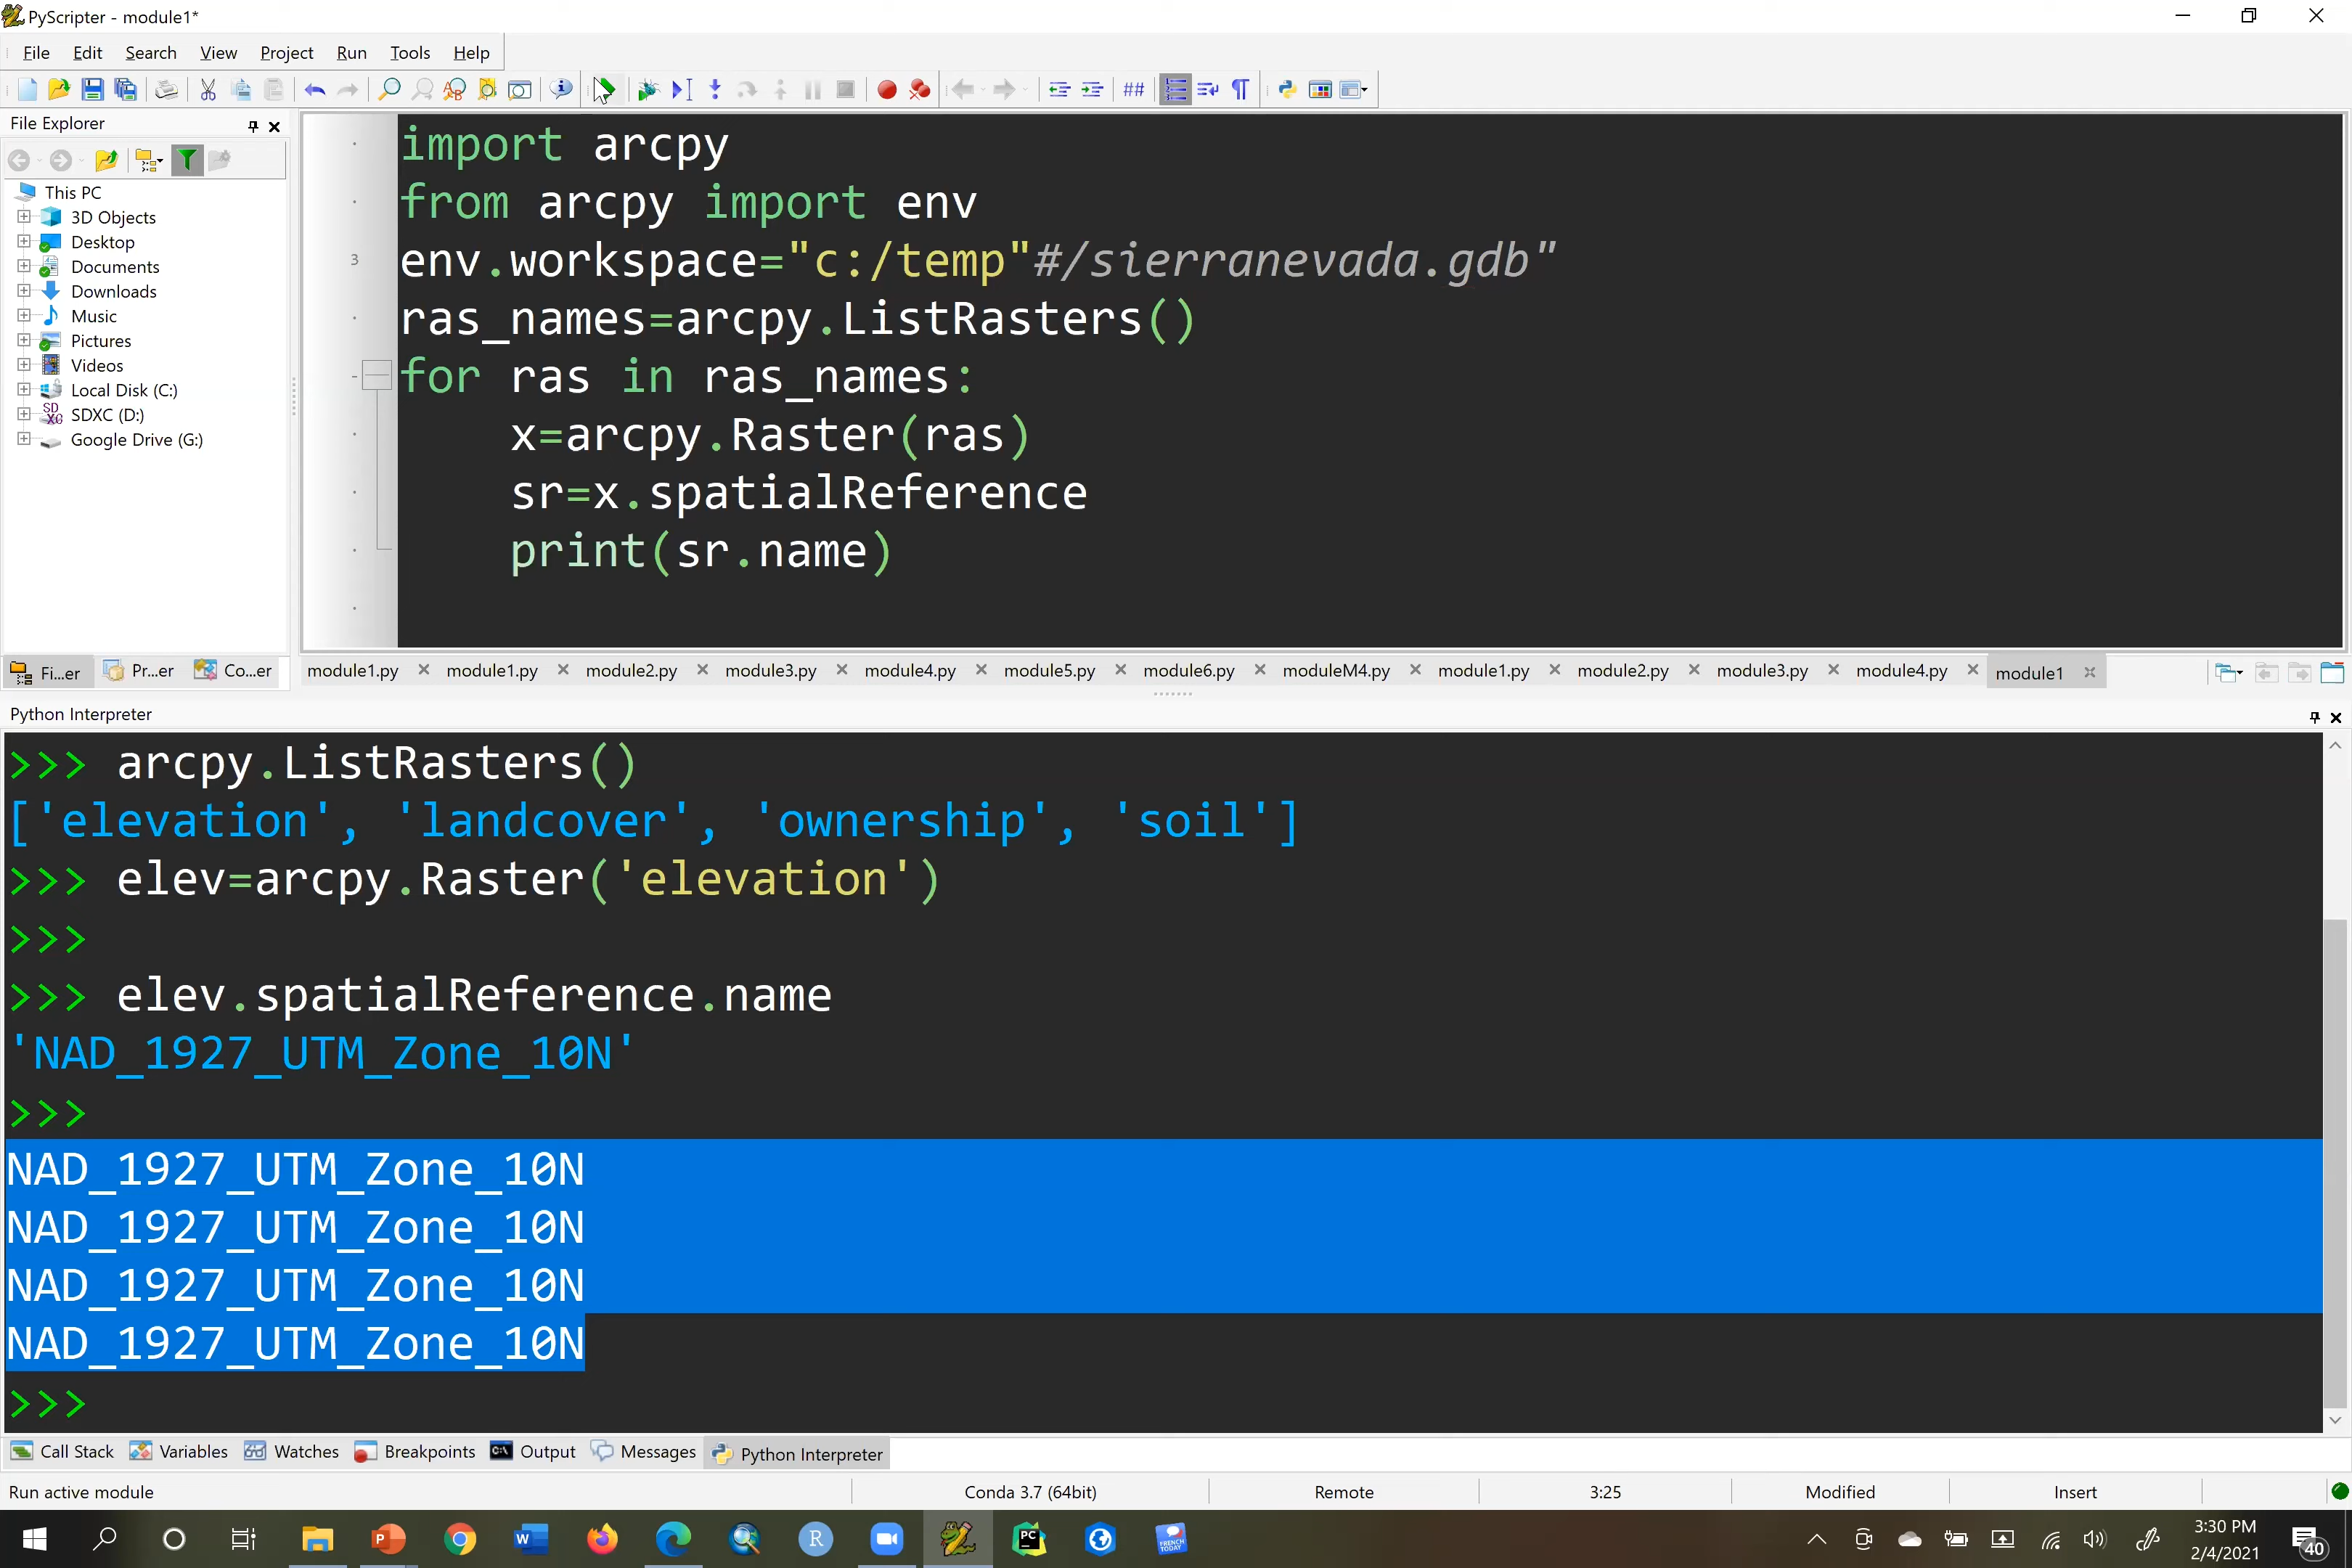 PyScripter - module1*
File Edit Search View Project Run Tools Help
File Explorer
This PC
3D Objects
Desktop
Documents
Downloads
Music
Pictures
Videos
Local Disk (C:)
SDXC (D:)
Google Drive (G:)
Fi...er Pr...er Co...er
import arcpy
from arcpy import env
3 env.workspace="c:/temp"#/sierranevada.gdb"
ras_names=arcpy.ListRasters()
for ras in ras_names:
    x=arcpy.Raster(ras)
    sr=x.spatialReference
    print(sr.name)
module1.py module1.py module2.py module3.py module4.py module5.py module6.py moduleM4.py module1.py module2.py module3.py module4.py module1
Python Interpreter
>>> arcpy.ListRasters()
['elevation', 'landcover', 'ownership', 'soil']
>>> elev=arcpy.Raster('elevation')
>>>
>>> elev.spatialReference.name
'NAD_1927_UTM_Zone_10N'
>>>
NAD_1927_UTM_Zone_10N
NAD_1927_UTM_Zone_10N
NAD_1927_UTM_Zone_10N
NAD_1927_UTM_Zone_10N
>>>
Call Stack Variables Watches Breakpoints Output Messages Python Interpreter
Run active module Conda 3.7 (64bit) Remote 3:25 Modified Insert
3:30 PM
2/4/2021
40